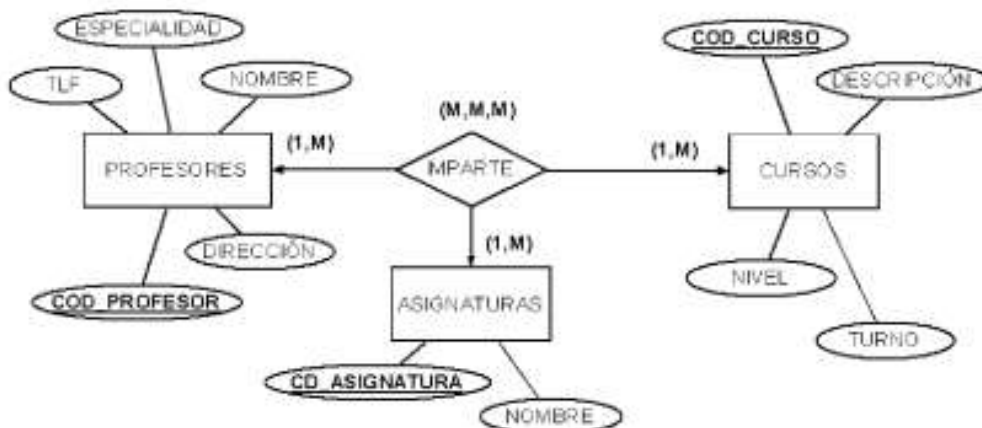 ESPECIALIDAD
COD_CURSO
TLF
NOMBRE
DESCRIPCIÓN
(M,M,M)
(1,M)
(1,M)
PROFESORES
IMPARTE
CURSOS
(1,M)
DIRECCIÓN
NIVEL
COD_PROFESOR
ASIGNATURAS
TURNO
CD_ASIGNATURA
NOMBRE